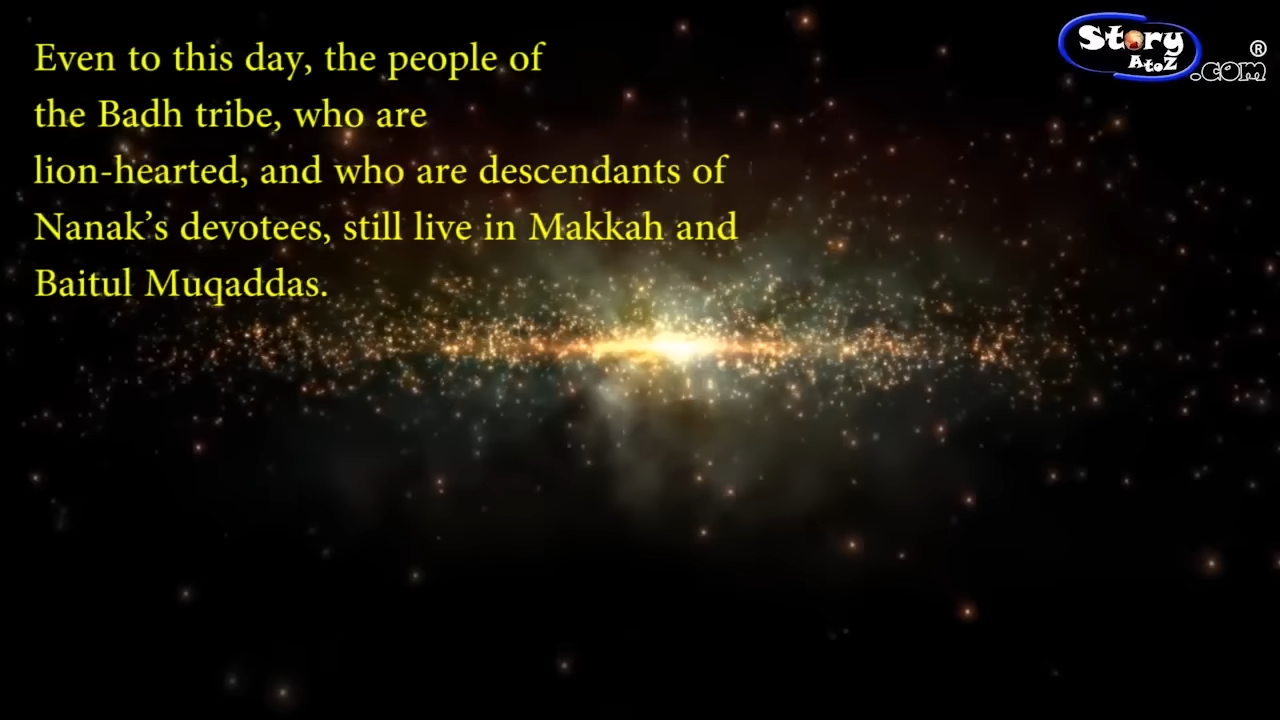 Even to this day, the people of
the Badh tribe, who are
lion-hearted, and who are descendants of
Nanak’s devotees, still live in Makkah and
Baitul Muqaddas.
Story
AtoZ
.com
®